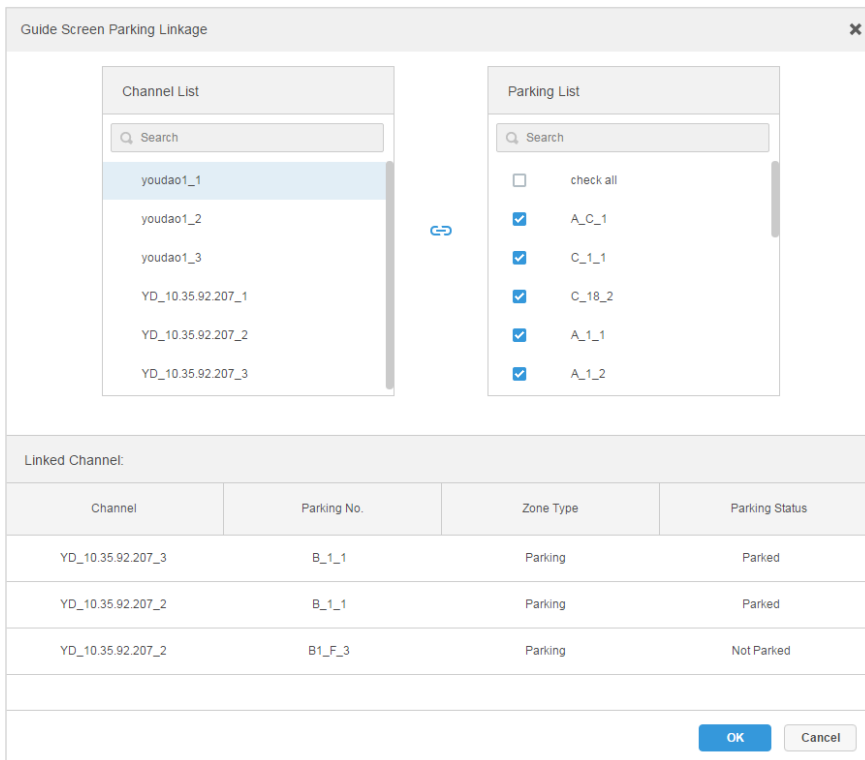 Guide Screen Parking Linkage
Channel List
Search
youdao1_1
youdao1_2
youdao1_3
YD_10.35.92.207_1
YD_10.35.92.207_2
YD_10.35.92.207_3
Parking List
Search
check all
A_C_1
C_1_1
C_18_2
A_1_1
A_1_2
Linked Channel:
Channel Parking No. Zone Type Parking Status
YD_10.35.92.207_3 B_1_1 Parking Parked
YD_10.35.92.207_2 B_1_1 Parking Parked
YD_10.35.92.207_2 B1_F_3 Parking Not Parked
OK Cancel